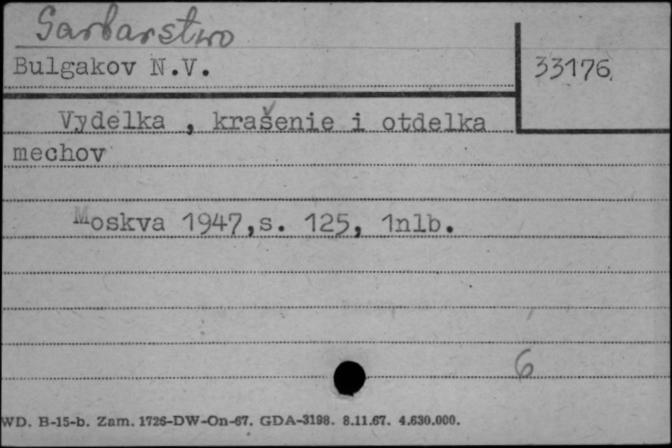 Garbarstwo
Bulgakov N.V.
33176
Vydelka , krašenie i otdelka
mechov
Moskva 1947,s. 125, 1nlb.
6
WD. B-15-b. Zam. 1726-DW-On-67. GDA-3198. 8.11.67. 4.630.000.